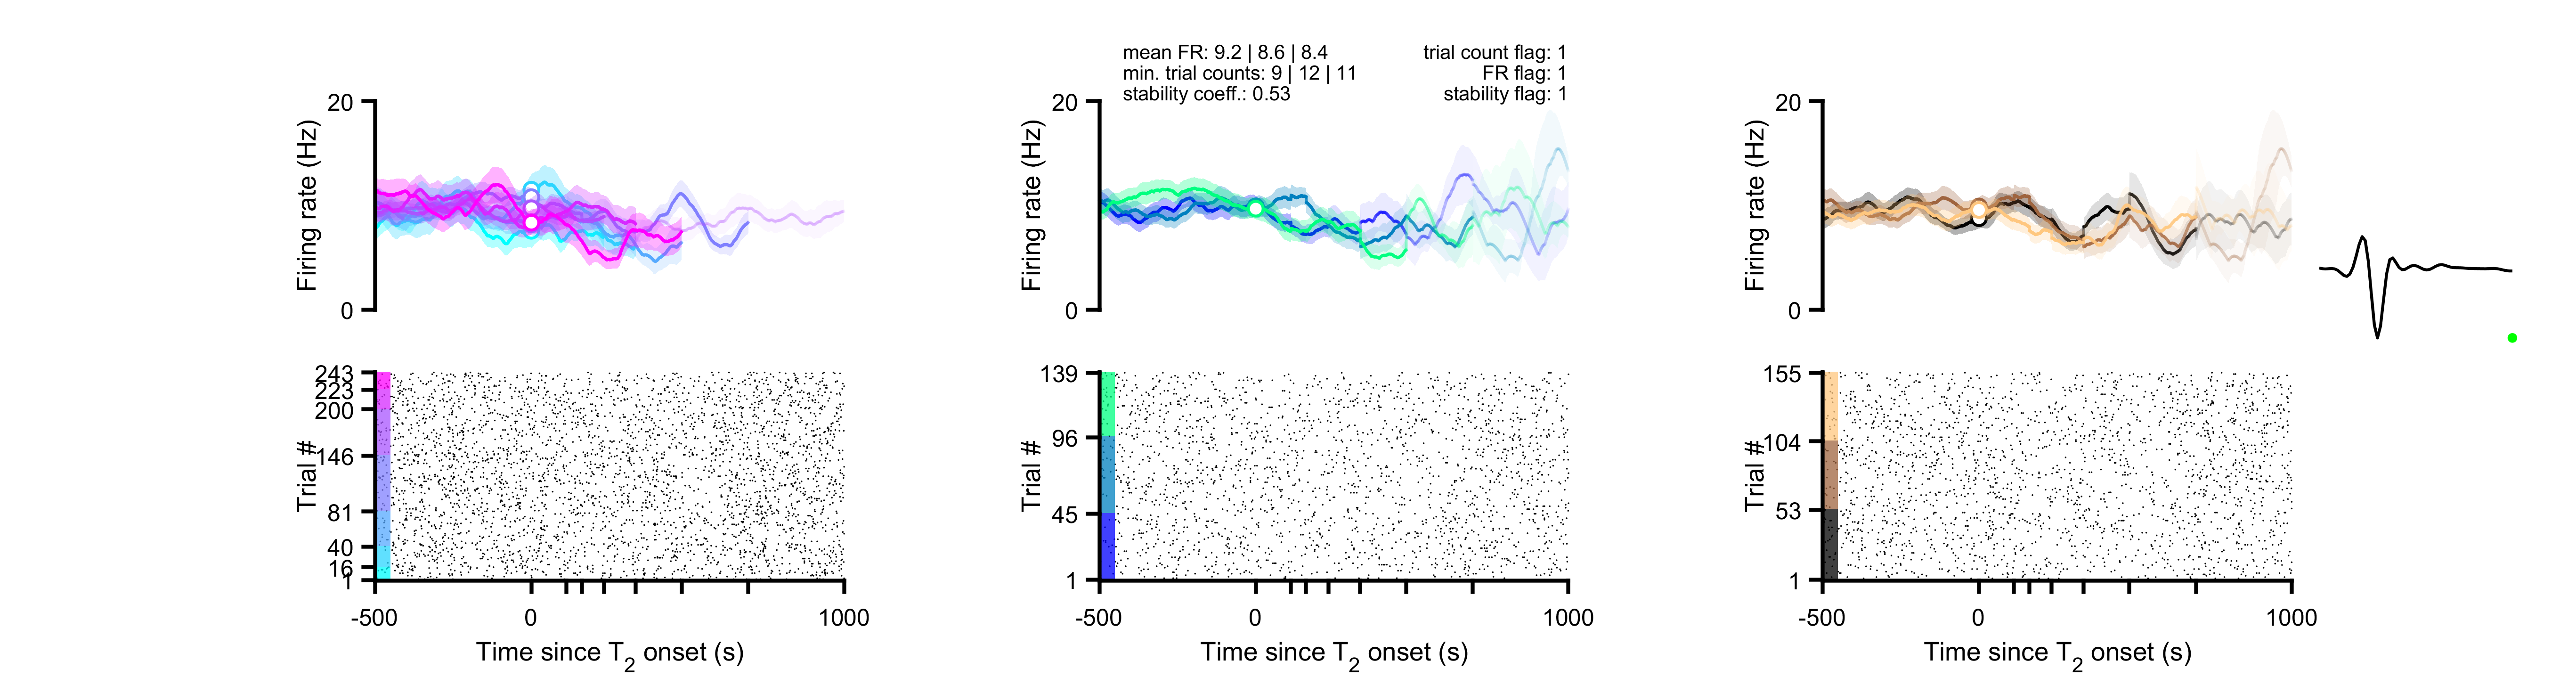 mean FR: 9.2 | 8.6 | 8.4
min. trial counts: 9 | 12 | 11
stability coeff.: 0.53
trial count flag: 1
FR flag: 1
stability flag: 1
20
Firing rate (Hz)
0
20
Firing rate (Hz)
0
20
Firing rate (Hz)
0
243
223
200
146
81
40
16
1
Trial #
-500
0
1000
Time since T2 onset (s)
139
96
45
1
Trial #
-500
0
1000
Time since T2 onset (s)
155
104
53
1
Trial #
-500
0
1000
Time since T2 onset (s)